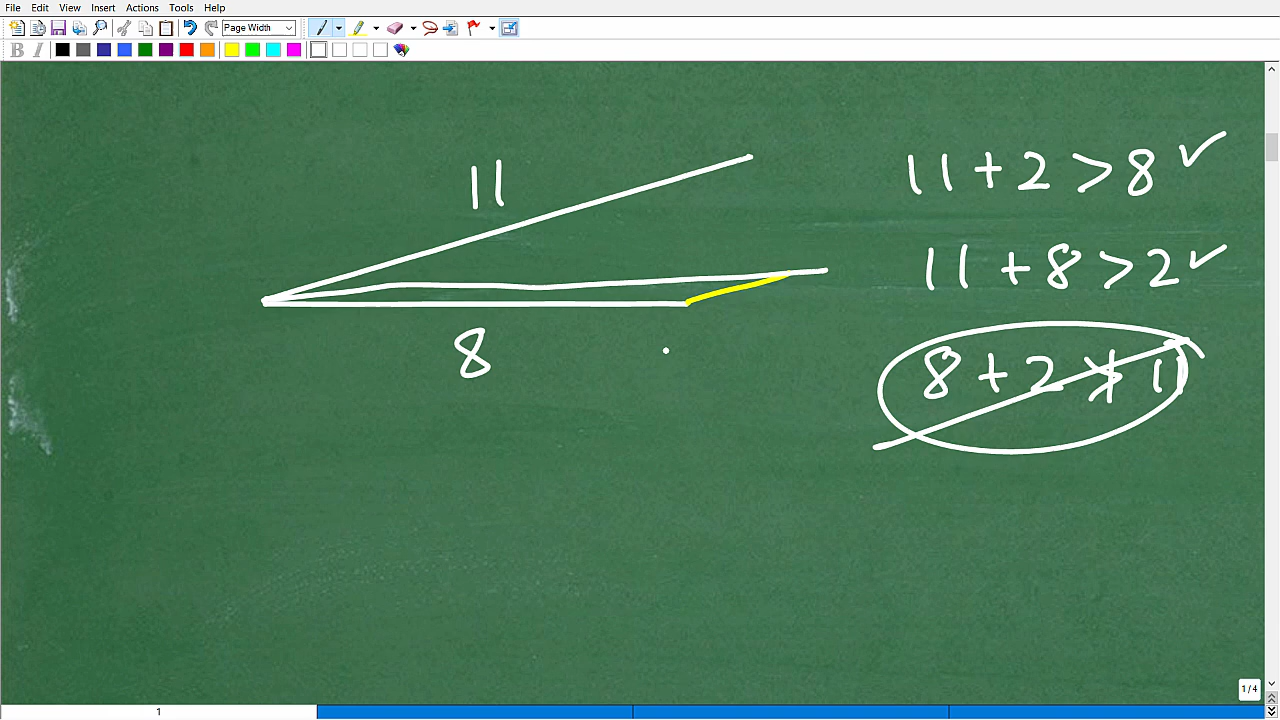 File Edit View Insert Actions Tools Help
Page Width
B I
11
11 + 2 > 8 ✓
11 + 8 > 2 ✓
8
8 + 2 ≯ 11
1 / 4
1